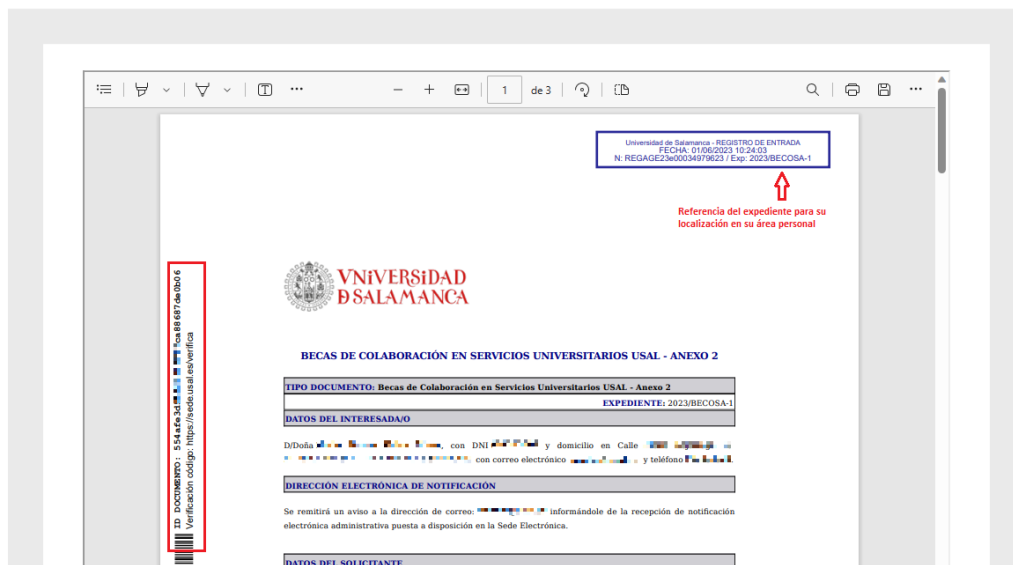 1
de 3
Universidad de Salamanca - REGISTRO DE ENTRADA
FECHA: 01/06/2023 10:24:03
N: REGAGE23e00034979623 / Exp: 2023/BECOSA-1
Referencia del expediente para su
localización en su área personal
ID DOCUMENTO: 554afe3d ca88687de0b06
Verificación código: https://sede.usal.es/verifica
VNiVERSiDAD
D SALAMANCA
BECAS DE COLABORACIÓN EN SERVICIOS UNIVERSITARIOS USAL - ANEXO 2
TIPO DOCUMENTO: Becas de Colaboración en Servicios Universitarios USAL - Anexo 2
EXPEDIENTE: 2023/BECOSA-1
DATOS DEL INTERESADA/O
D/Doña , con DNI y domicilio en Calle
con correo electrónico y teléfono .
DIRECCIÓN ELECTRÓNICA DE NOTIFICACIÓN
Se remitirá un aviso a la dirección de correo: informándole de la recepción de notificación
electrónica administrativa puesta a disposición en la Sede Electrónica.
DATOS DEL SOLICITANTE